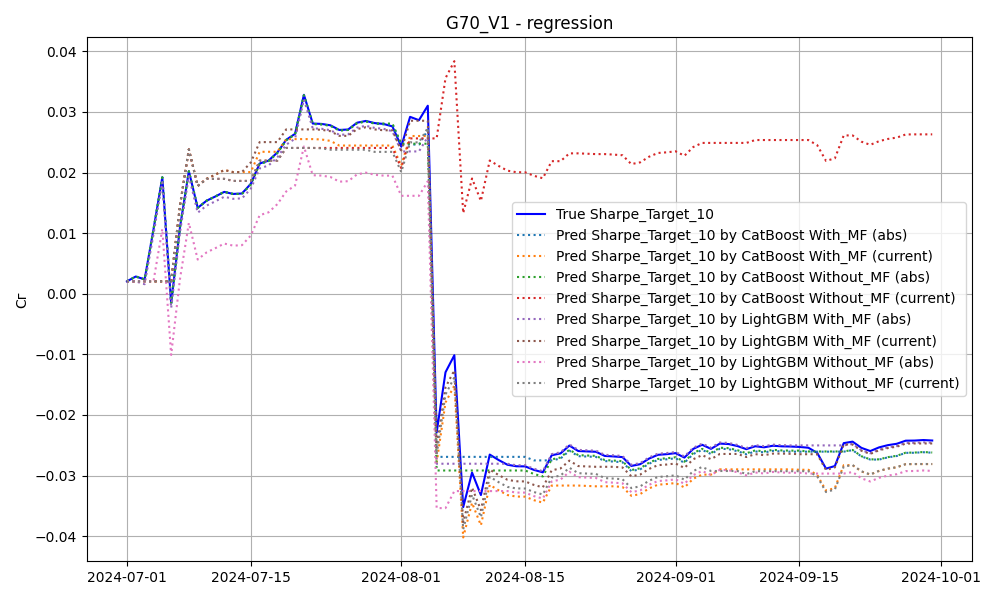 G70_V1 - regression
0.04
0.03
0.02
0.01
0.00
−0.01
−0.02
−0.03
−0.04
Cr
True Sharpe_Target_10
Pred Sharpe_Target_10 by CatBoost With_MF (abs)
Pred Sharpe_Target_10 by CatBoost With_MF (current)
Pred Sharpe_Target_10 by CatBoost Without_MF (abs)
Pred Sharpe_Target_10 by CatBoost Without_MF (current)
Pred Sharpe_Target_10 by LightGBM With_MF (abs)
Pred Sharpe_Target_10 by LightGBM With_MF (current)
Pred Sharpe_Target_10 by LightGBM Without_MF (abs)
Pred Sharpe_Target_10 by LightGBM Without_MF (current)
2024-07-01 2024-07-15 2024-08-01 2024-08-15 2024-09-01 2024-09-15 2024-10-01